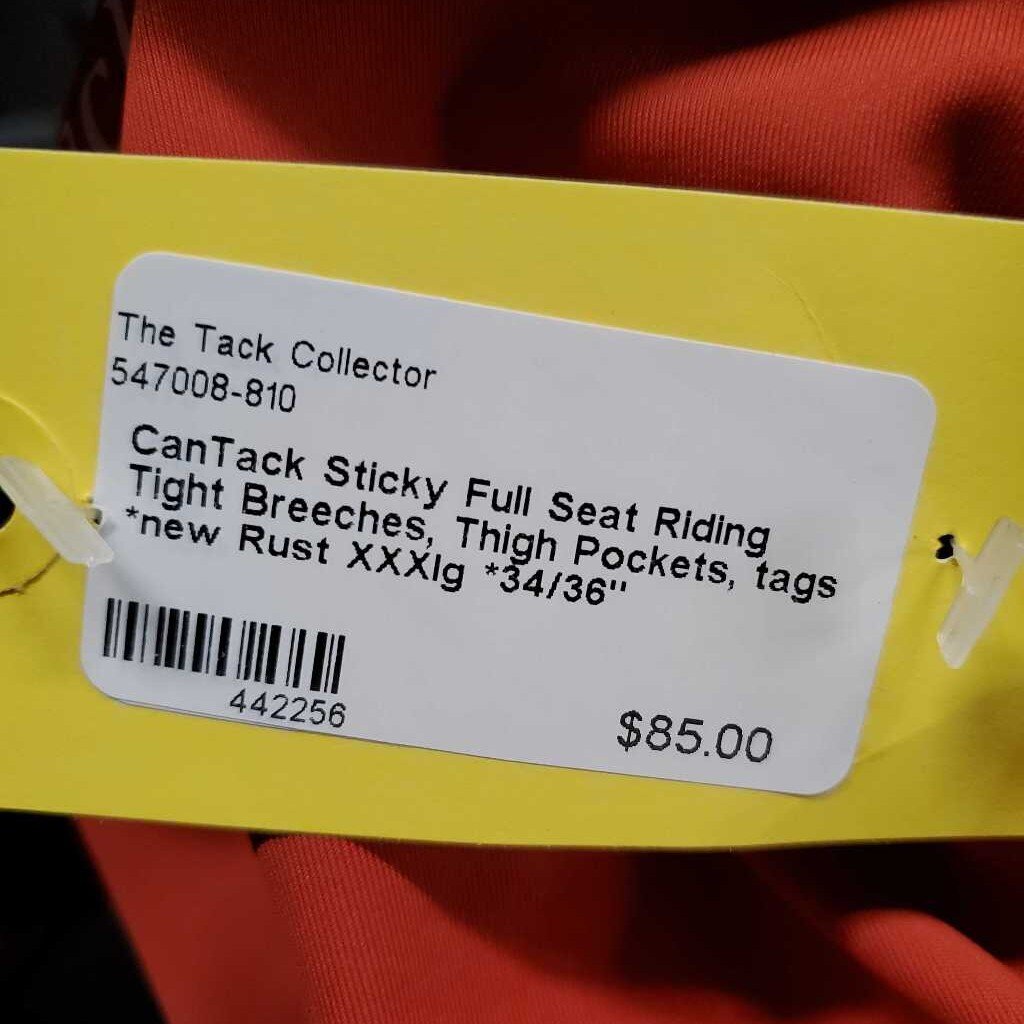 The Tack Collector
547008-810
CanTack Sticky Full Seat Riding
Tight Breeches, Thigh Pockets, tags
*new Rust XXXlg *34/36"
442256
$85.00